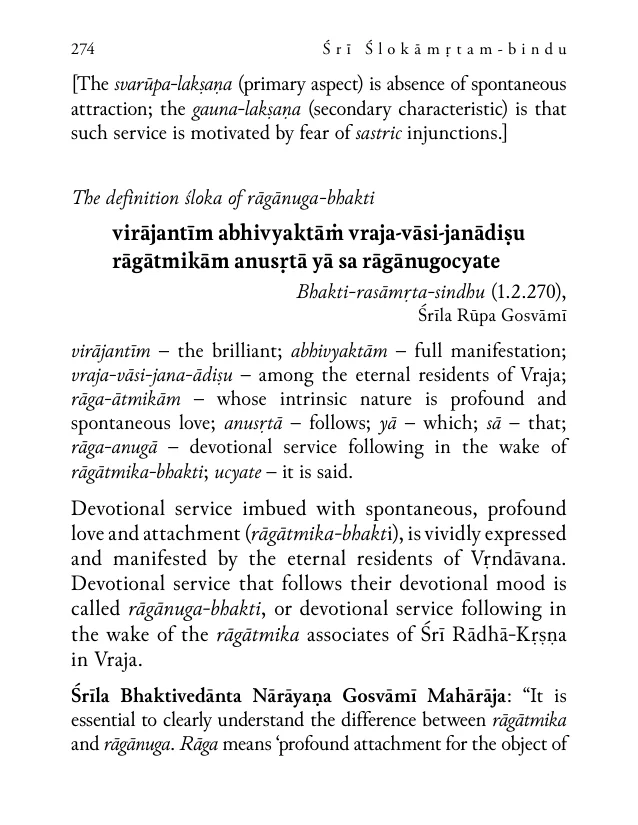 274 Śrī Ślokāmṛtam-bindu
[The svarūpa-lakṣaṇa (primary aspect) is absence of spontaneous
attraction; the gauna-lakṣaṇa (secondary characteristic) is that
such service is motivated by fear of sastric injunctions.]
The definition śloka of rāgānuga-bhakti
virājantīm abhivyaktāṁ vraja-vāsi-janādiṣu
rāgātmikām anusṛtā yā sa rāgānugocyate
Bhakti-rasāmṛta-sindhu (1.2.270),
Śrīla Rūpa Gosvāmī
virājantīm – the brilliant; abhivyaktām – full manifestation;
vraja-vāsi-jana-ādiṣu – among the eternal residents of Vraja;
rāga-ātmikām – whose intrinsic nature is profound and
spontaneous love; anusṛtā – follows; yā – which; sā – that;
rāga-anugā – devotional service following in the wake of
rāgātmika-bhakti; ucyate – it is said.
Devotional service imbued with spontaneous, profound
love and attachment (rāgātmika-bhakti), is vividly expressed
and manifested by the eternal residents of Vṛndāvana.
Devotional service that follows their devotional mood is
called rāgānuga-bhakti, or devotional service following in
the wake of the rāgātmika associates of Śrī Rādhā-Kṛṣṇa
in Vraja.
Śrīla Bhaktivedānta Nārāyaṇa Gosvāmī Mahārāja: “It is
essential to clearly understand the difference between rāgātmika
and rāgānuga. Rāga means ‘profound attachment for the object of